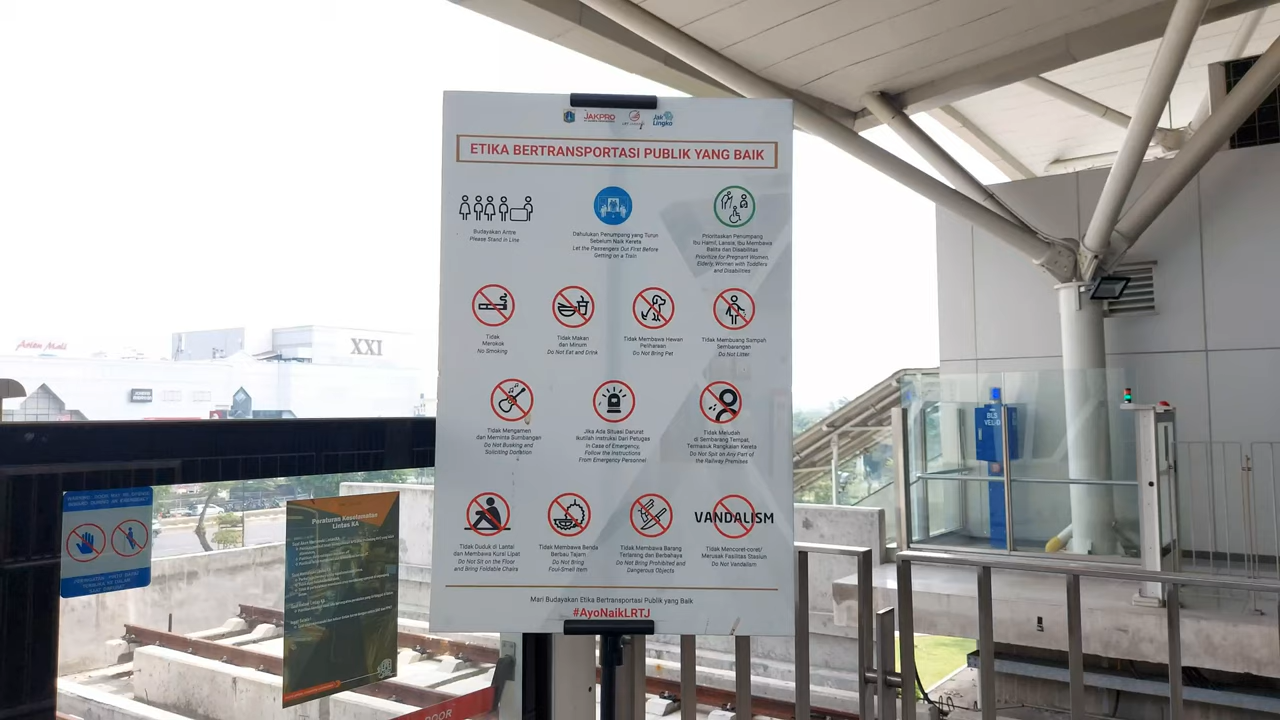 JAKPRO
Jak
Lingko
ETIKA BERTRANSPORTASI PUBLIK YANG BAIK
Budayakan Antre
Please Stand in Line
Dahulukan Penumpang yang Turun
Sebelum Naik Kereta
Let the Passengers Out First Before
Getting on a Train
Prioritaskan Penumpang
Ibu Hamil, Lansia, Ibu Membawa
Balita dan Disabilitas
Prioritize for Pregnant Women,
Elderly, Women with Toddlers
and Disabilities
Tidak
Merokok
No Smoking
Tidak Makan
dan Minum
Do Not Eat and Drink
Tidak Membawa Hewan
Peliharaan
Do Not Bring Pet
Tidak Membuang Sampah
Sembarangan
Do Not Litter
Tidak Mengamen
dan Meminta Sumbangan
Do Not Busking and
Soliciting Donation
Jika Ada Situasi Darurat
Ikutilah Instruksi Dari Petugas
In Case of Emergency,
Follow the Instructions
From Emergency Personnel
Tidak Meludah
di Sembarang Tempat,
Termasuk Rangkaian Kereta
Do Not Spit on Any Part of
the Railway Premises
Tidak Duduk di Lantai
dan Membawa Kursi Lipat
Do Not Sit on the Floor
and Bring Foldable Chairs
Tidak Membawa Benda
Berbau Tajam
Do Not Bring
Foul-Smell Item
Tidak Membawa Barang
Terlarang dan Berbahaya
Do Not Bring Prohibited and
Dangerous Objects
VANDALISM
Tidak Mencoret-coret/
Merusak Fasilitas Stasiun
Do Not Vandalism
Mari Budayakan Etika Bertransportasi Publik yang Baik
#AyoNaikLRTJ
XXI
Peraturan Keselamatan
Lintas KA
DOOR